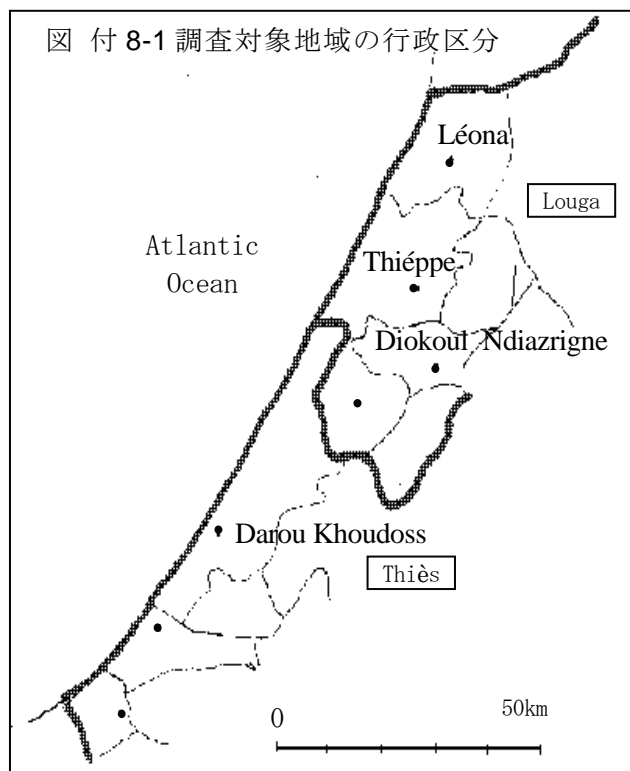 図 付 8-1 調査対象地域の行政区分
Léona
Louga
Atlantic
Ocean
Thiéppe
Diokoul Ndiazrigne
Darou Khoudoss
Thiès
0 50km